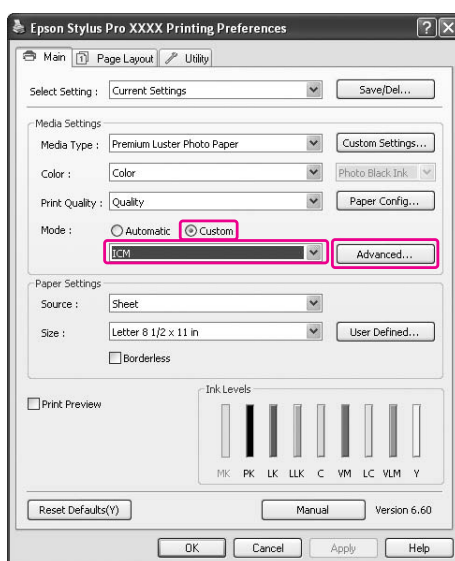 Epson Stylus Pro XXXX Printing Preferences
Main Page Layout Utility
Select Setting : Current Settings Save/Del...
Media Settings
Media Type : Premium Luster Photo Paper Custom Settings...
Color : Color Photo Black Ink
Print Quality : Quality Paper Config...
Mode : Automatic Custom
ICM Advanced...
Paper Settings
Source : Sheet
Size : Letter 8 1/2 x 11 in User Defined...
Borderless
Print Preview
Ink Levels
MK PK LK LLK C VM LC VLM Y
Reset Defaults(Y) Manual Version 6.60
OK Cancel Apply Help